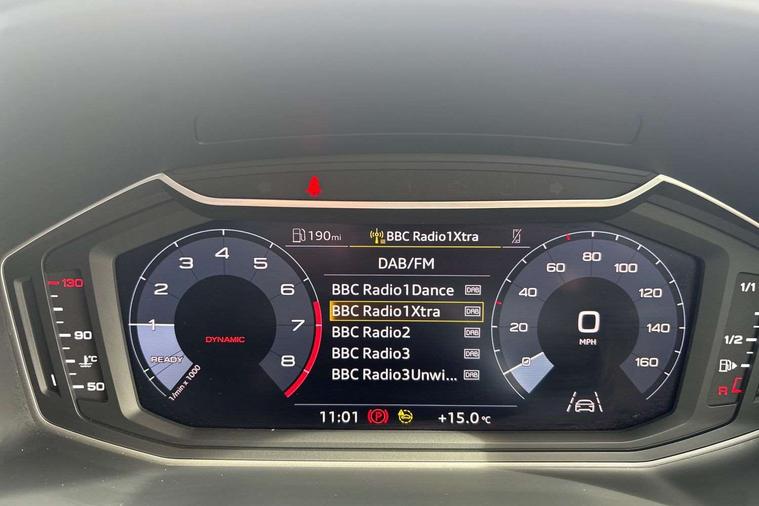 190mi
BBC Radio1Xtra
DAB/FM
BBC Radio1Dance DAB
BBC Radio1Xtra DAB
BBC Radio2 DAB
BBC Radio3 DAB
BBC Radio3Unwi... DAB
11:01
P
+15.0°C
1
2
3
4
5
6
7
8
READY
DYNAMIC
1/min x 1000
0
20
40
60
80
100
120
140
160
0
MPH
130
90
°C
50
1/1
1/2
R